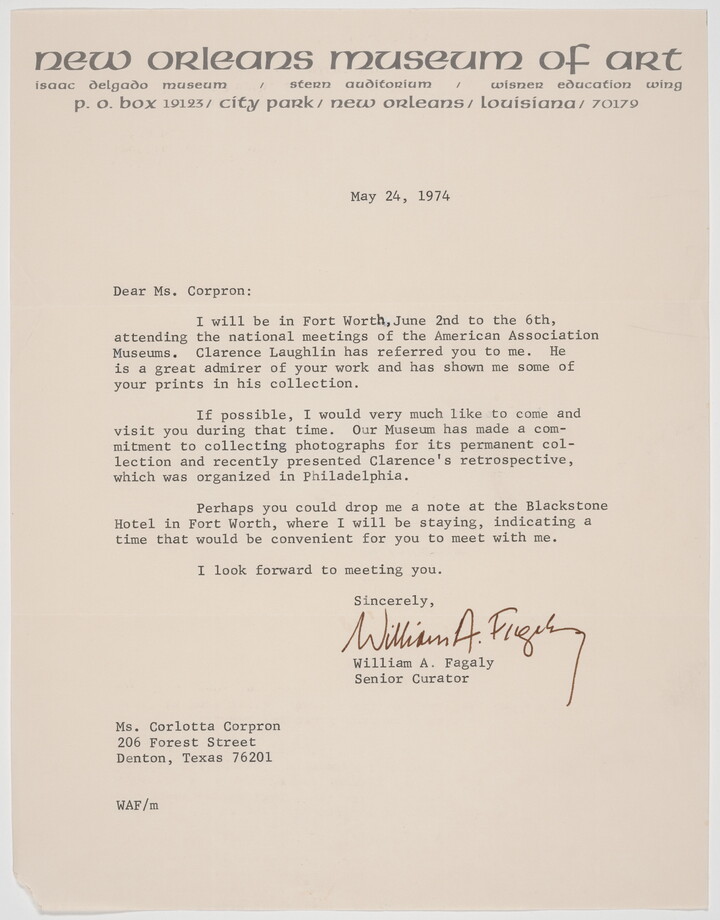 new orleans museum of art
isaac delgado museum / stern auditorium / wisner education wing
p. o. box 19123/ city park/ new orleans/ louisiana/ 70179
May 24, 1974
Dear Ms. Corpron:
I will be in Fort Worth,June 2nd to the 6th,
attending the national meetings of the American Association
Museums. Clarence Laughlin has referred you to me. He
is a great admirer of your work and has shown me some of
your prints in his collection.
If possible, I would very much like to come and
visit you during that time. Our Museum has made a com-
mitment to collecting photographs for its permanent col-
lection and recently presented Clarence's retrospective,
which was organized in Philadelphia.
Perhaps you could drop me a note at the Blackstone
Hotel in Fort Worth, where I will be staying, indicating a
time that would be convenient for you to meet with me.
I look forward to meeting you.
Sincerely,
William A. Fagaly
William A. Fagaly
Senior Curator
Ms. Corlotta Corpron
206 Forest Street
Denton, Texas 76201
WAF/m